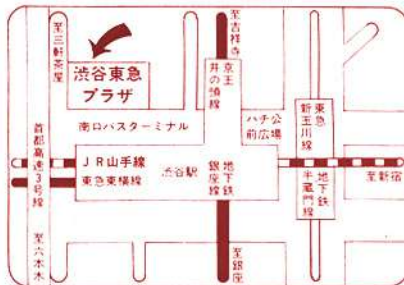 至三軒茶屋
至吉祥寺
渋谷東急
プラザ
京王
井の頭線
南口バスターミナル
ハチ公
前広場
東急
新玉川線
首都高速3号線
JR山手線
東急東横線
渋谷駅
地下鉄
銀座線
地下鉄
半蔵門線
至新宿
至六本木
至銀座